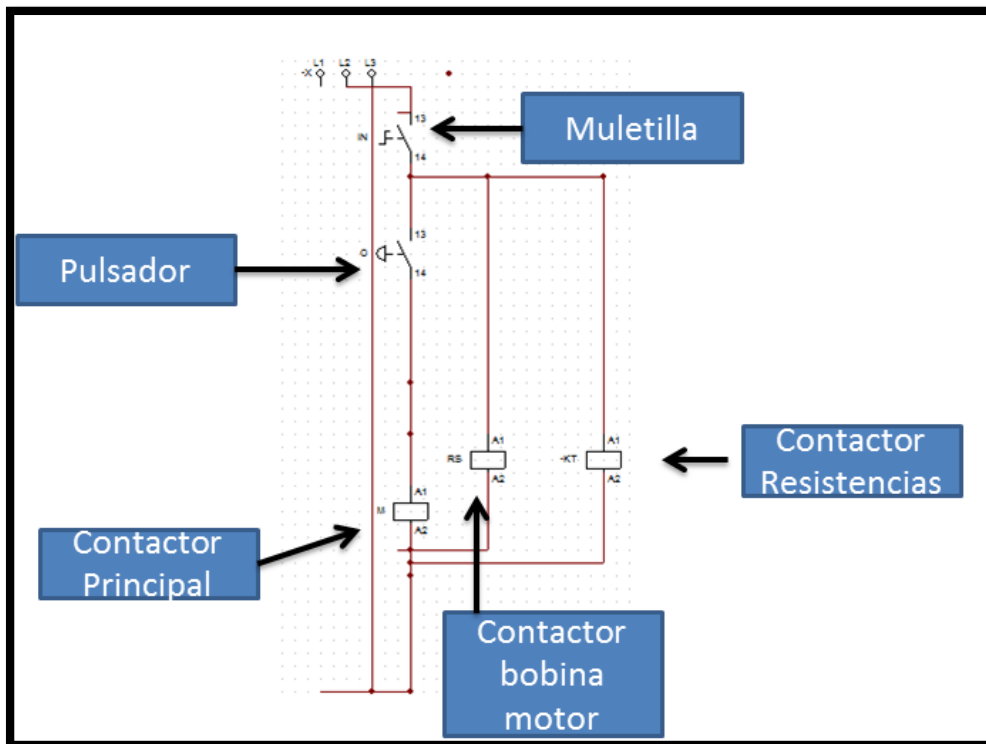 L1 L2 L3
-X
13
IN
14
Muletilla
13
O
14
Pulsador
A1
RS
A2
A1
-KT
A2
Contactor
Resistencias
A1
M
A2
Contactor
Principal
Contactor
bobina
motor